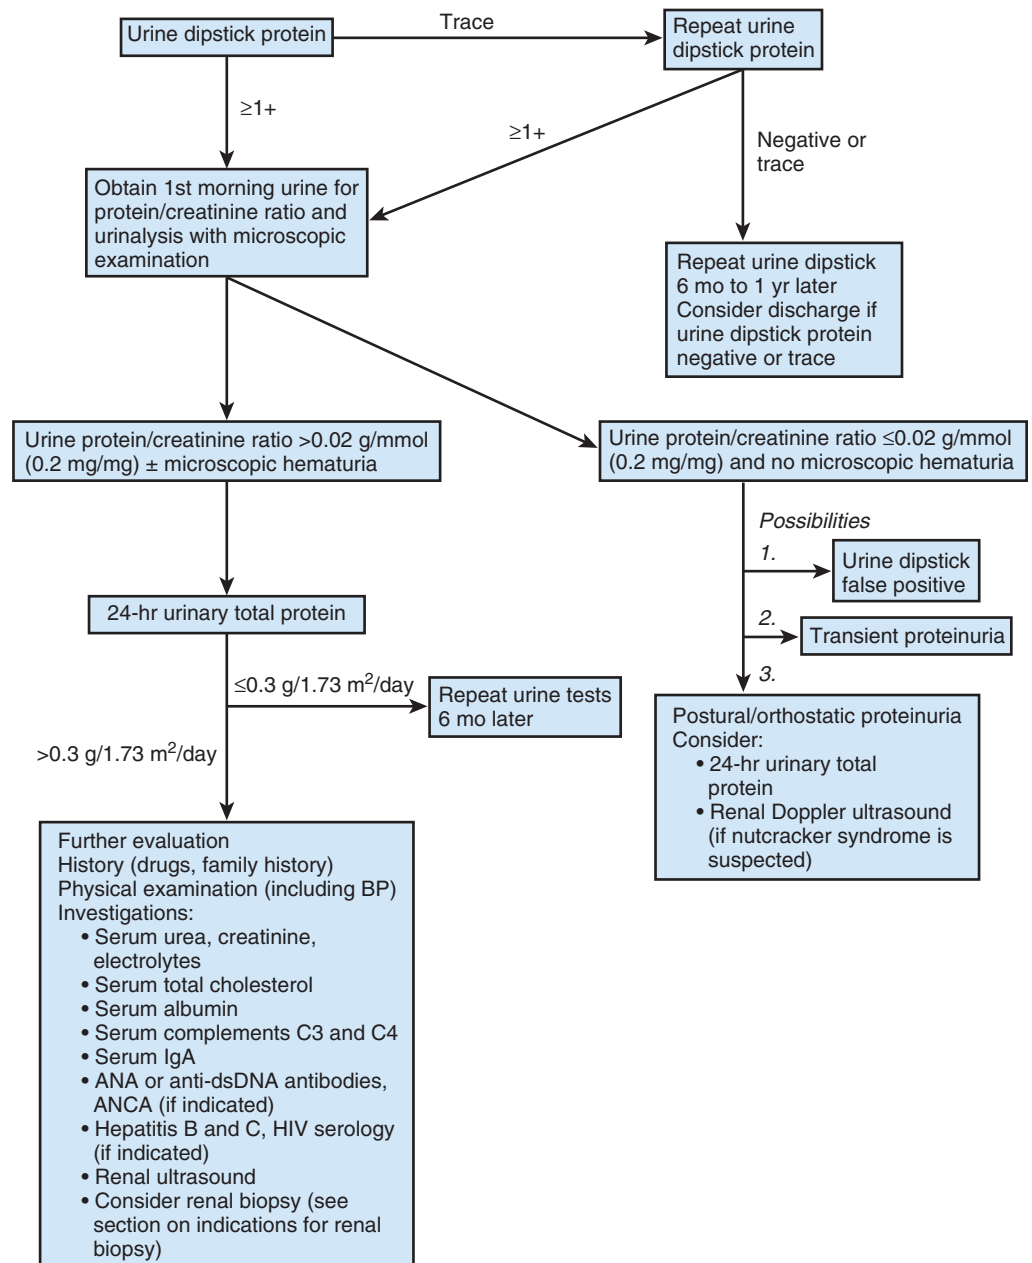 Urine dipstick protein
Trace
Repeat urine
dipstick protein
≥1+
≥1+
Negative or
trace
Obtain 1st morning urine for
protein/creatinine ratio and
urinalysis with microscopic
examination
Repeat urine dipstick
6 mo to 1 yr later
Consider discharge if
urine dipstick protein
negative or trace
Urine protein/creatinine ratio >0.02 g/mmol
(0.2 mg/mg) ± microscopic hematuria
Urine protein/creatinine ratio ≤0.02 g/mmol
(0.2 mg/mg) and no microscopic hematuria
Possibilities
1.
Urine dipstick
false positive
2.
Transient proteinuria
3.
Postural/orthostatic proteinuria
Consider:
• 24-hr urinary total
protein
• Renal Doppler ultrasound
(if nutcracker syndrome is
suspected)
24-hr urinary total protein
≤0.3 g/1.73 m²/day
Repeat urine tests
6 mo later
>0.3 g/1.73 m²/day
Further evaluation
History (drugs, family history)
Physical examination (including BP)
Investigations:
• Serum urea, creatinine,
electrolytes
• Serum total cholesterol
• Serum albumin
• Serum complements C3 and C4
• Serum IgA
• ANA or anti-dsDNA antibodies,
ANCA (if indicated)
• Hepatitis B and C, HIV serology
(if indicated)
• Renal ultrasound
• Consider renal biopsy (see
section on indications for renal
biopsy)